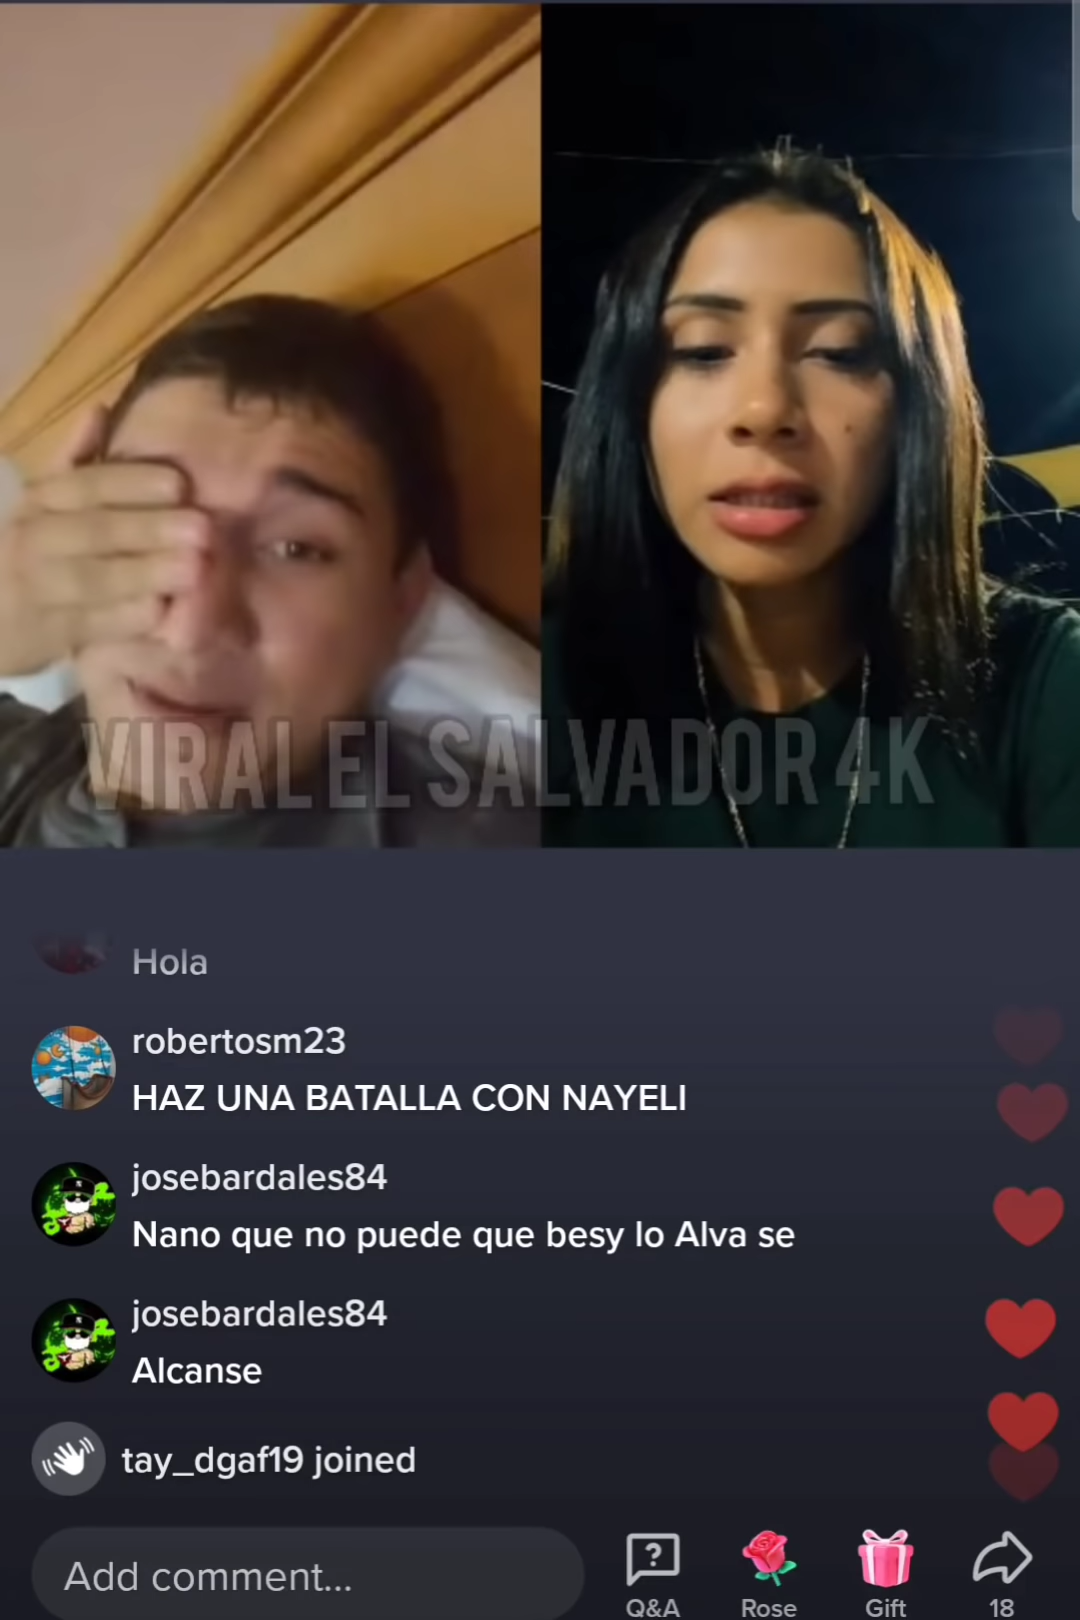 VIRAL EL SALVADOR 4K
Hola
robertosm23
HAZ UNA BATALLA CON NAYELI
josebardales84
Nano que no puede que besy lo Alva se
josebardales84
Alcanse
tay_dgaf19 joined
Add comment...
Q&A
Rose
Gift
18